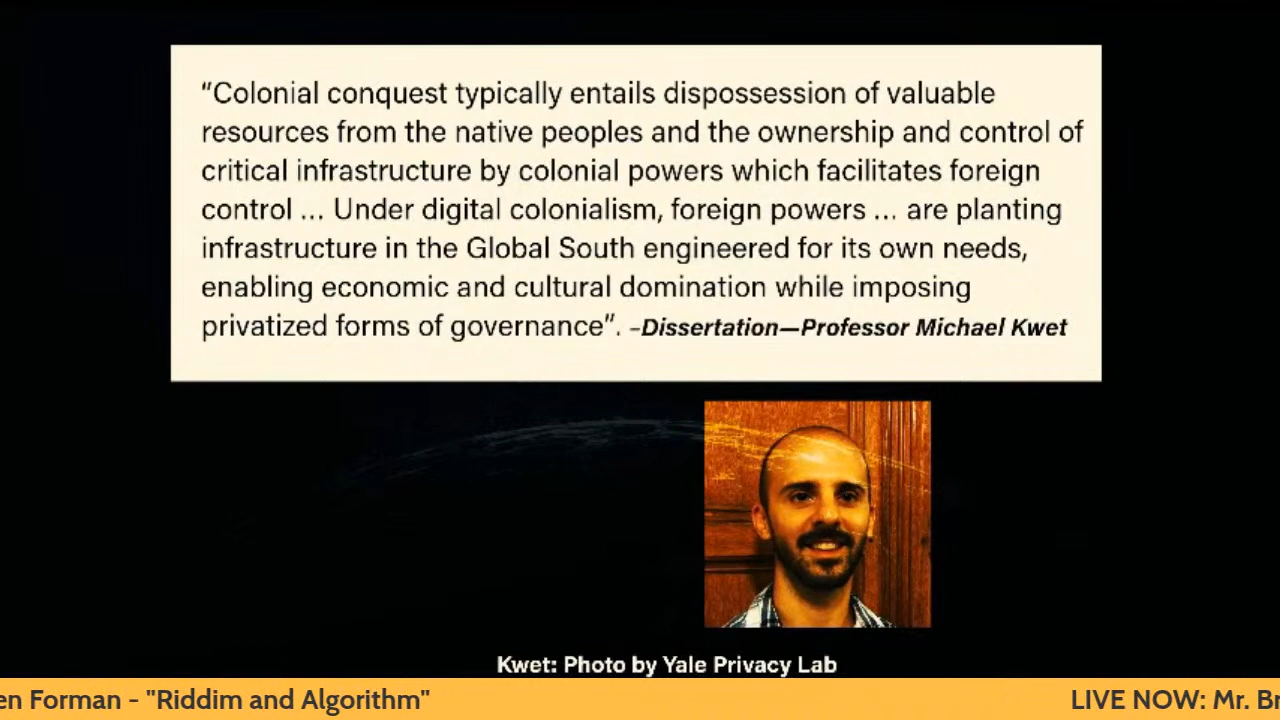 “Colonial conquest typically entails dispossession of valuable
resources from the native peoples and the ownership and control of
critical infrastructure by colonial powers which facilitates foreign
control ... Under digital colonialism, foreign powers ... are planting
infrastructure in the Global South engineered for its own needs,
enabling economic and cultural domination while imposing
privatized forms of governance”. –Dissertation—Professor Michael Kwet
Kwet: Photo by Yale Privacy Lab
en Forman - "Riddim and Algorithm" LIVE NOW: Mr. Br